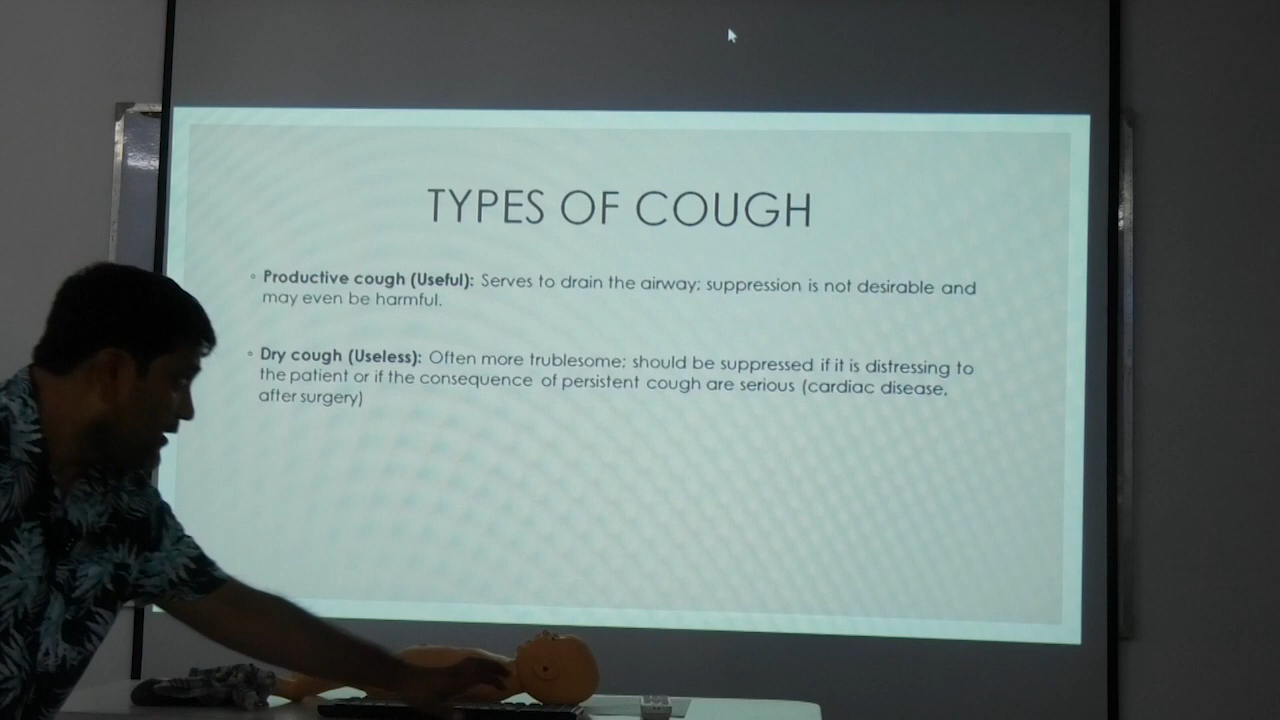 TYPES OF COUGH
◦ Productive cough (Useful): Serves to drain the airway; suppression is not desirable and
may even be harmful.
◦ Dry cough (Useless): Often more trublesome; should be suppressed if it is distressing to
the patient or if the consequence of persistent cough are serious (cardiac disease,
after surgery)